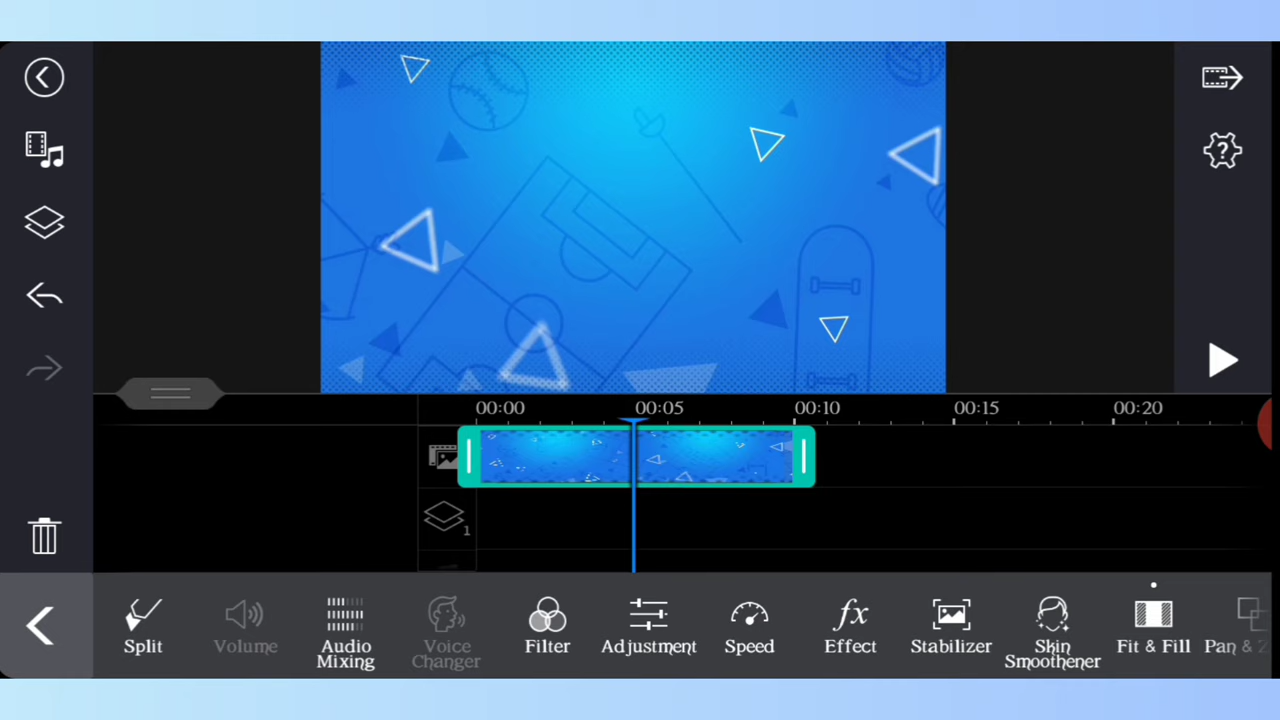 00:00 00:05 00:10 00:15 00:20
1
Split Volume Audio Mixing Voice Changer Filter Adjustment Speed Effect Stabilizer Skin Smoothener Fit & Fill Pan &